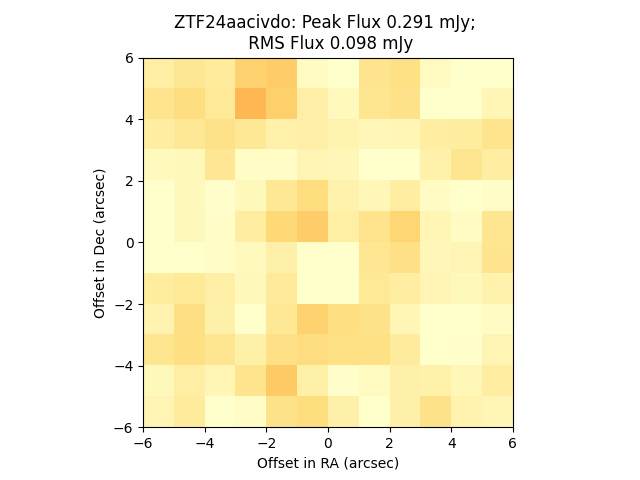 ZTF24aacivdo: Peak Flux 0.291 mJy;
RMS Flux 0.098 mJy
6
4
2
0
−2
−4
−6
Offset in Dec (arcsec)
−6 −4 −2 0 2 4 6
Offset in RA (arcsec)